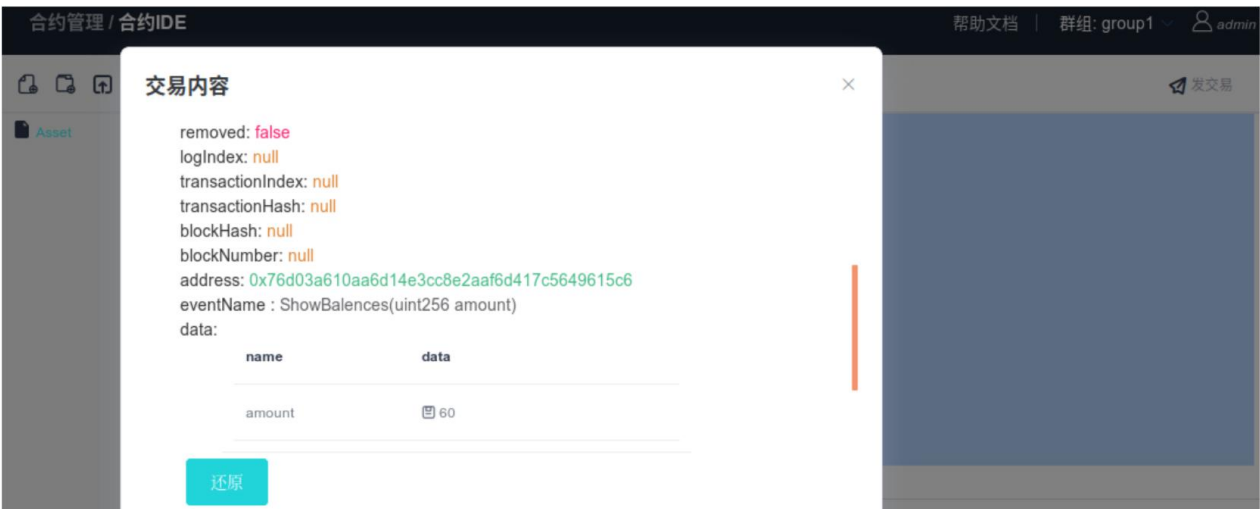 合约管理 / 合约IDE 帮助文档 | 群组: group1 admin
交易内容
发交易
Asset
removed: false
logIndex: null
transactionIndex: null
transactionHash: null
blockHash: null
blockNumber: null
address: 0x76d03a610aa6d14e3cc8e2aaf6d417c5649615c6
eventName : ShowBalences(uint256 amount)
data:
name data
amount 60
还原